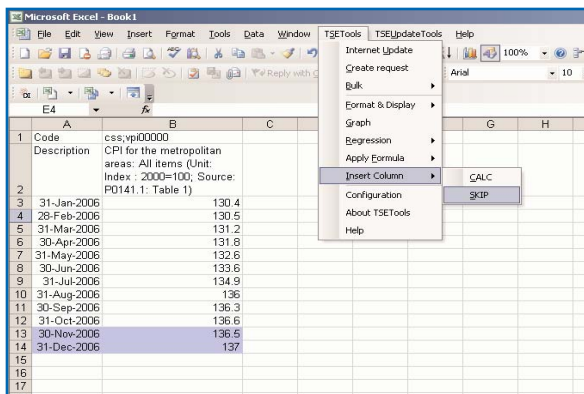 Microsoft Excel - Book1
File Edit View Insert Format Tools Data Window TSETools TSEUpdateTools Help
100%
Reply with C
Arial 10
E4 fx
A B C G H
1 Code css;vpi00000
Description CPI for the metropolitan
areas: All items (Unit:
Index : 2000=100; Source:
2 P0141.1: Table 1)
3 31-Jan-2006 130.4
4 28-Feb-2006 130.5
5 31-Mar-2006 131.2
6 30-Apr-2006 131.8
7 31-May-2006 132.6
8 30-Jun-2006 133.6
9 31-Jul-2006 134.9
10 31-Aug-2006 136
11 30-Sep-2006 136.3
12 31-Oct-2006 136.6
13 30-Nov-2006 136.5
14 31-Dec-2006 137
15
16
17
Internet Update
Create request
Bulk
Format & Display
Graph
Regression
Apply Formula
Insert Column
Configuration
About TSETools
Help
CALC
SKIP